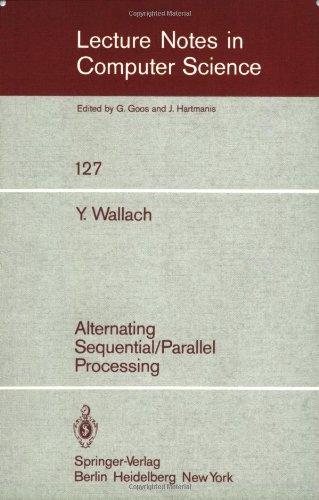 Lecture Notes in
Computer Science
Edited by G. Goos and J. Hartmanis
127
Y. Wallach
Alternating
Sequential/Parallel
Processing
Springer-Verlag
Berlin Heidelberg New York